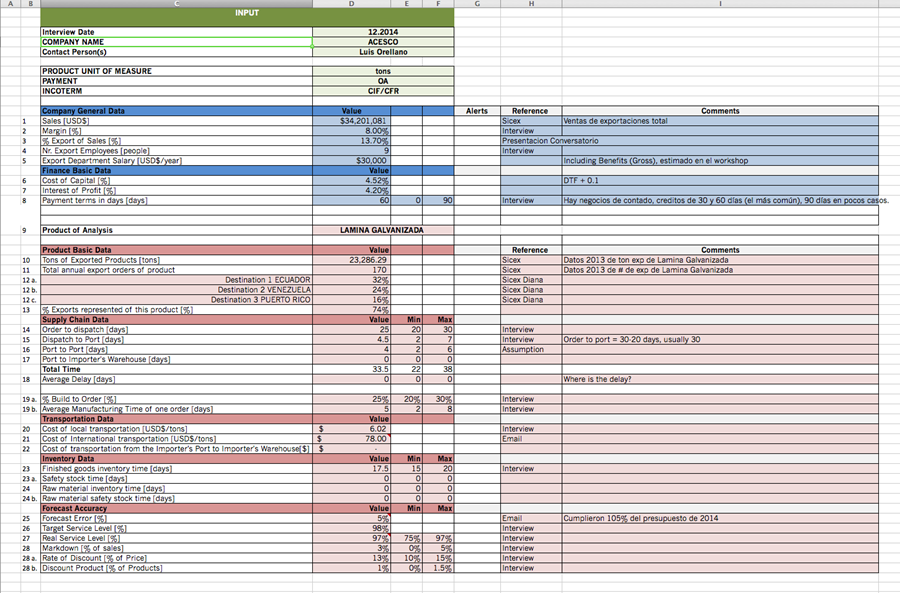 A B C D E F G H I
INPUT
Interview Date 12.2014
COMPANY NAME ACESCO
Contact Person(s) Luis Orellano
PRODUCT UNIT OF MEASURE tons
PAYMENT OA
INCOTERM CIF/CFR
Company General Data Value Alerts Reference Comments
1 Sales [USD$] $34,201,081 Sicex Ventas de exportaciones total
2 Margin [%] 8.00% Interview
3 % Export of Sales [%] 13.70% Presentacion Conversatorio
4 Nr. Export Employees [people] 9 Interview
5 Export Department Salary [USD$/year] $30,000 Including Benefits (Gross), estimado en el workshop
Finance Basic Data Value
6 Cost of Capital [%] 4.52% DTF + 0.1
7 Interest of Profit [%] 4.20%
8 Payment terms in days [days] 60 0 90 Interview Hay negocios de contado, creditos de 30 y 60 días (el más común), 90 días en pocos casos.
9 Product of Analysis LAMINA GALVANIZADA
Product Basic Data Value Reference Comments
10 Tons of Exported Products [tons] 23,286.29 Sicex Datos 2013 de ton exp de Lamina Galvanizada
11 Total annual export orders of product 170 Sicex Datos 2013 de # de exp de Lamina Galvanizada
12 a. Destination 1 ECUADOR 32% Sicex Diana
12 b. Destination 2 VENEZUELA 24% Sicex Diana
12 c. Destination 3 PUERTO RICO 16% Sicex Diana
13 % Exports represented of this product [%] 74%
Supply Chain Data Value Min Max
14 Order to dispatch [days] 25 20 30 Interview
15 Dispatch to Port [days] 4.5 2 7 Interview Order to port = 30-20 days, usually 30
16 Port to Port [days] 4 2 6 Assumption
17 Port to Importer's Warehouse [days] 0 0 0
Total Time 33.5 22 38
18 Average Delay [days] 0 0 0 Where is the delay?
19 a. % Build to Order [%] 25% 20% 30% Interview
19 b. Average Manufacturing Time of one order [days] 5 2 8 Interview
Transportation Data Value
20 Cost of local transportation [USD$/tons] $ 6.02 Interview
21 Cost of International transportation [USD$/tons] $ 78.00 Email
22 Cost of transportation from the Importer's Port to Importer's Warehouse[$] $ -
Inventory Data Value Min Max
23 Finished goods inventory time [days] 17.5 15 20 Interview
23 a. Safety stock time [days] 0 0 0
24 Raw material inventory time [days] 0 0 0
24 b. Raw material safety stock time [days] 0 0 0
Forecast Accuracy Value Min Max
25 Forecast Error [%] 5% Email Cumplieron 105% del presupuesto de 2014
26 Target Service Level [%] 98% Interview
27 Real Service Level [%] 97% 75% 97% Interview
28 Markdown [% of sales] 3% 0% 5% Interview
28 a. Rate of Discount [% of Price] 13% 10% 15% Interview
28 b. Discount Product [% of Products] 1% 0% 1.5% Interview